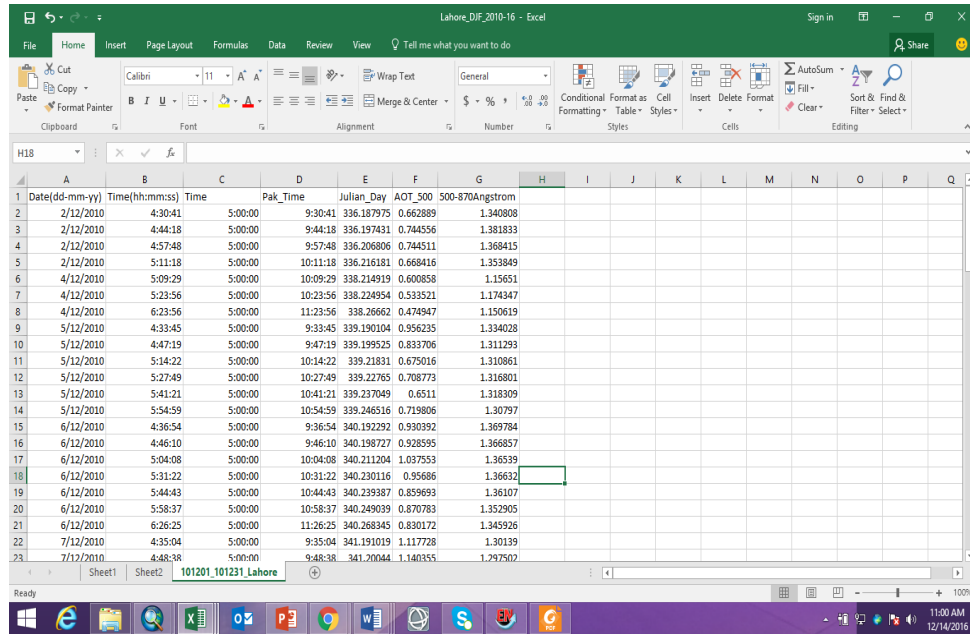 Lahore_DJF_2010-16 - Excel Sign in
File Home Insert Page Layout Formulas Data Review View Tell me what you want to do Share
Paste Cut Copy Format Painter Calibri 11 Wrap Text Merge & Center General Conditional Formatting Format as Table Cell Styles Insert Delete Format AutoSum Fill Clear Sort & Filter Find & Select
Clipboard Font Alignment Number Styles Cells Editing
H18 fx
A B C D E F G H I J K L M N O P Q
1 Date(dd-mm-yy) Time(hh:mm:ss) Time Pak_Time Julian_Day AOT_500 500-870Angstrom
2 2/12/2010 4:30:41 5:00:00 9:30:41 336.187975 0.662889 1.340808
3 2/12/2010 4:44:18 5:00:00 9:44:18 336.197431 0.744556 1.381833
4 2/12/2010 4:57:48 5:00:00 9:57:48 336.206806 0.744511 1.368415
5 2/12/2010 5:11:18 5:00:00 10:11:18 336.216181 0.668416 1.353849
6 4/12/2010 5:09:29 5:00:00 10:09:29 338.214919 0.600858 1.15651
7 4/12/2010 5:23:56 5:00:00 10:23:56 338.224954 0.533521 1.174347
8 4/12/2010 6:23:56 5:00:00 11:23:56 338.26662 0.474947 1.150619
9 5/12/2010 4:33:45 5:00:00 9:33:45 339.190104 0.956235 1.334028
10 5/12/2010 4:47:19 5:00:00 9:47:19 339.199525 0.833706 1.311293
11 5/12/2010 5:14:22 5:00:00 10:14:22 339.21831 0.675016 1.310861
12 5/12/2010 5:27:49 5:00:00 10:27:49 339.22765 0.708773 1.316801
13 5/12/2010 5:41:21 5:00:00 10:41:21 339.237049 0.6511 1.318309
14 5/12/2010 5:54:59 5:00:00 10:54:59 339.246516 0.719806 1.30797
15 6/12/2010 4:36:54 5:00:00 9:36:54 340.192292 0.930392 1.369784
16 6/12/2010 4:46:10 5:00:00 9:46:10 340.198727 0.928595 1.366857
17 6/12/2010 5:04:08 5:00:00 10:04:08 340.211204 1.037553 1.36539
18 6/12/2010 5:31:22 5:00:00 10:31:22 340.230116 0.95686 1.36632
19 6/12/2010 5:44:43 5:00:00 10:44:43 340.239387 0.859693 1.36107
20 6/12/2010 5:58:37 5:00:00 10:58:37 340.249039 0.870783 1.352905
21 6/12/2010 6:26:25 5:00:00 11:26:25 340.268345 0.830172 1.345926
22 7/12/2010 4:35:04 5:00:00 9:35:04 341.191019 1.117728 1.30139
23 7/12/2010 4:48:38 5:00:00 9:48:38 341.20044 1.140355 1.297502
Sheet1 Sheet2 101201_101231_Lahore
Ready 100%
11:00 AM
12/14/2016